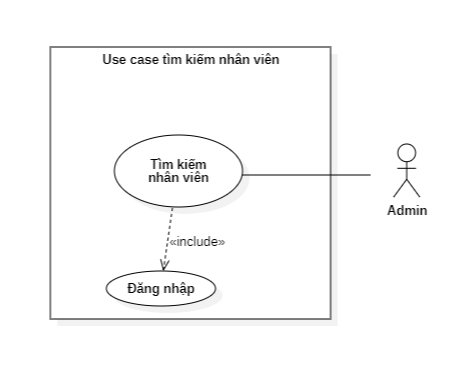 Use case tìm kiếm nhân viên
Tìm kiếm
nhân viên
Admin
«include»
Đăng nhập